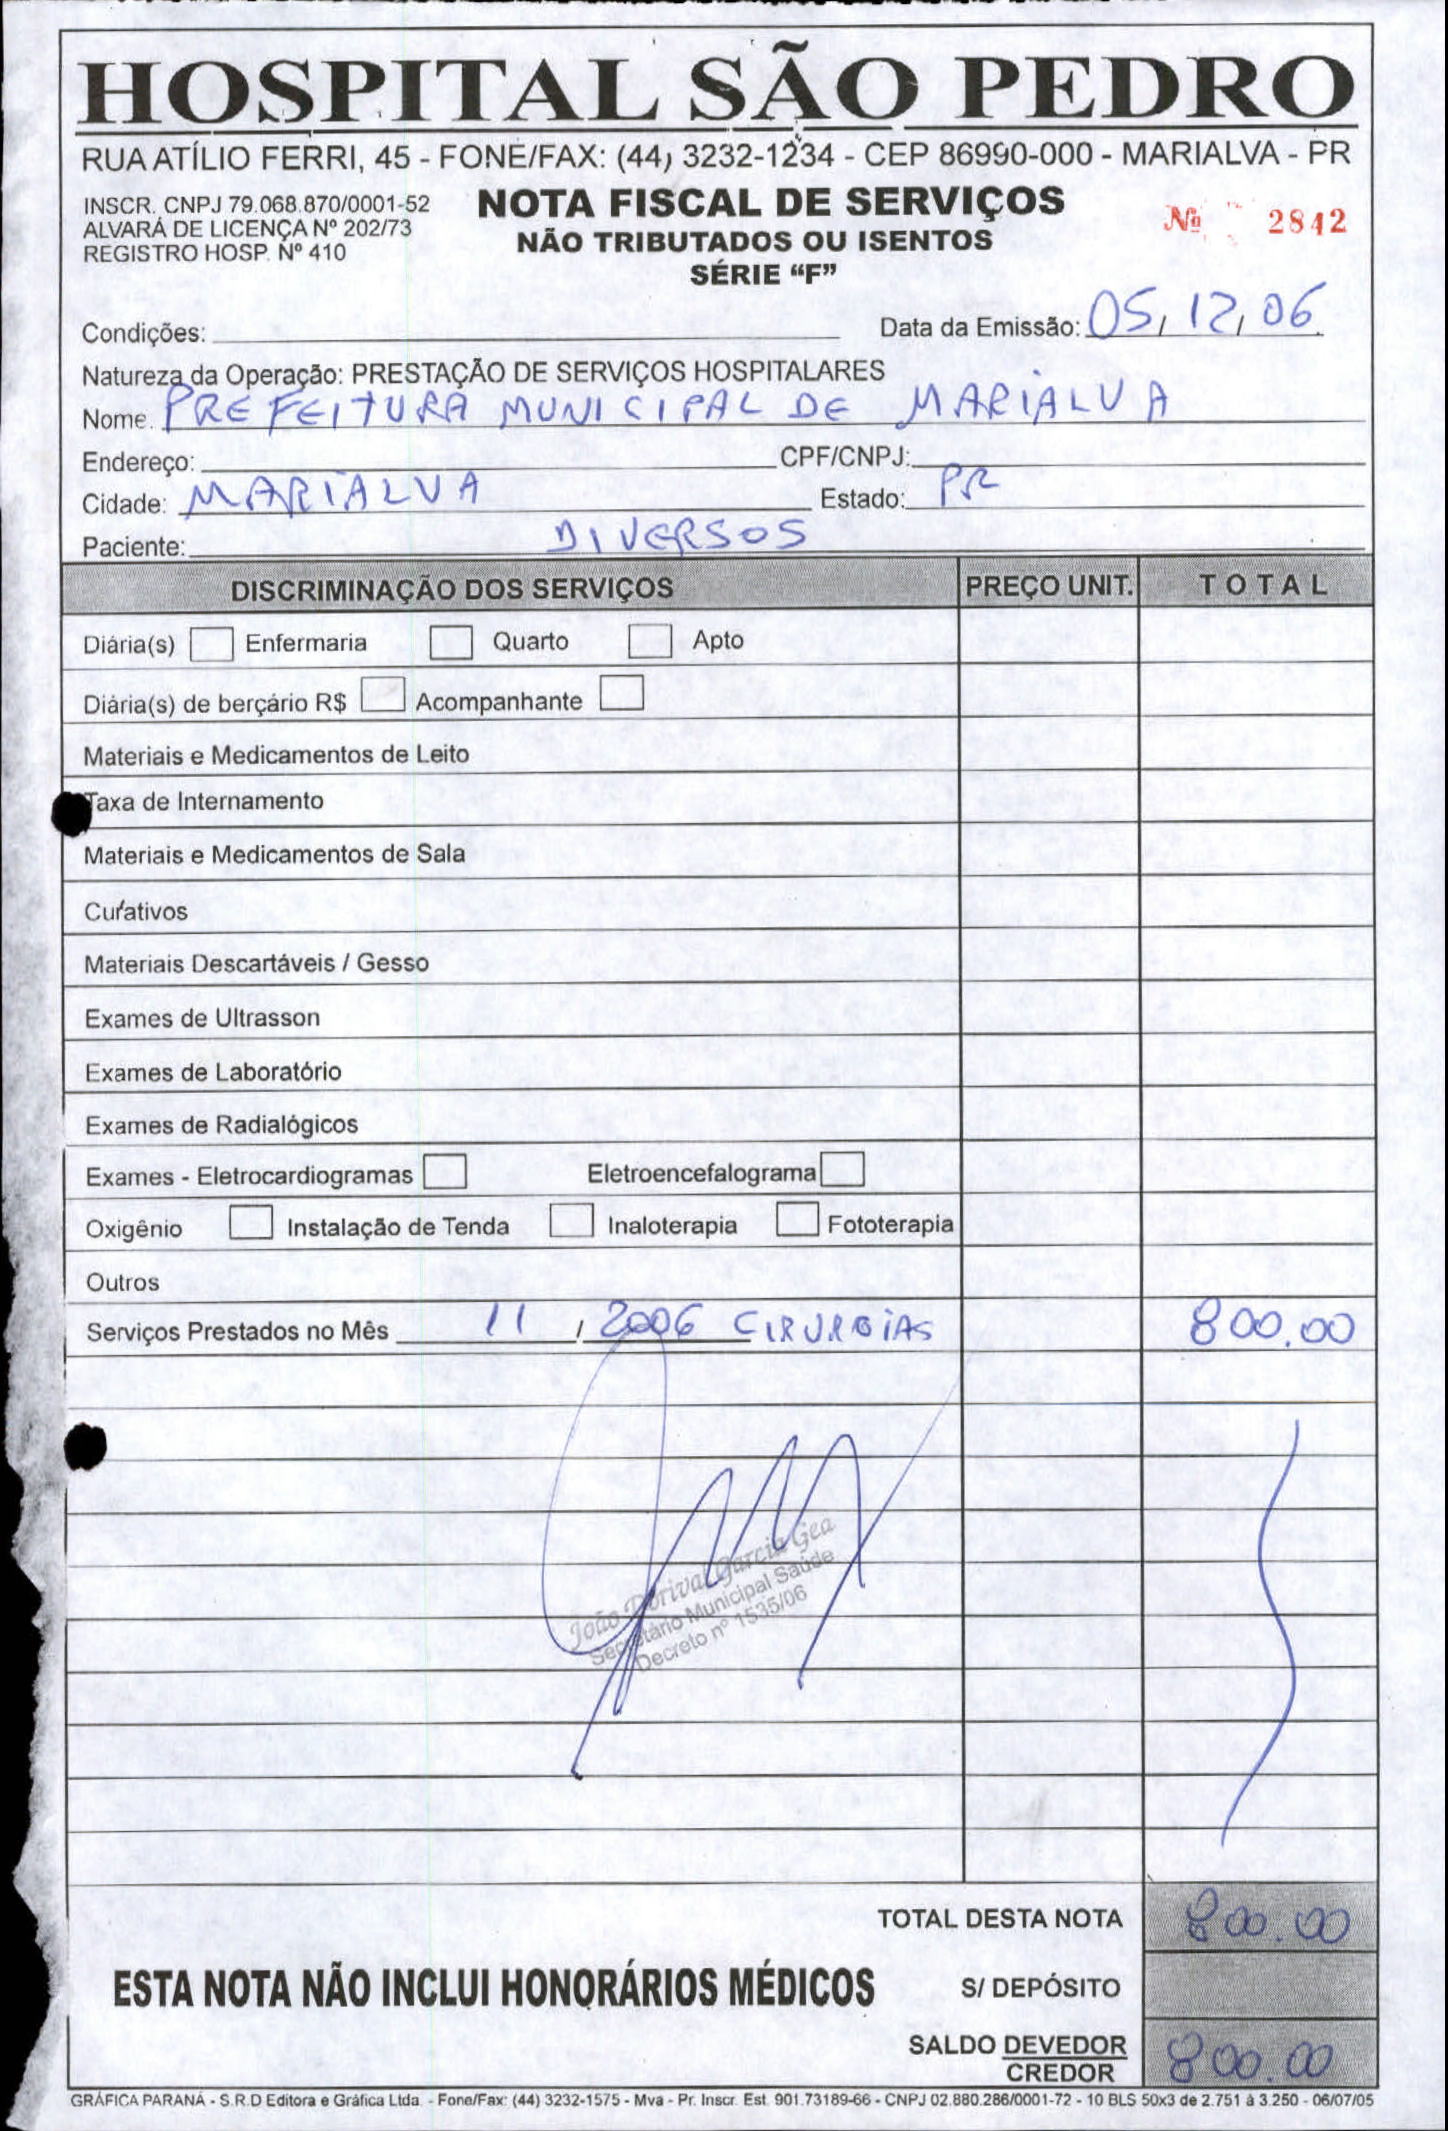 HOSPITAL SÃO PEDRO
RUA ATÍLIO FERRI, 45 - FONE/FAX: (44) 3232-1234 - CEP 86990-000 - MARIALVA - PR
INSCR. CNPJ 79.068.870/0001-52
ALVARÁ DE LICENÇA Nº 202/73
REGISTRO HOSP. Nº 410
NOTA FISCAL DE SERVIÇOS
NÃO TRIBUTADOS OU ISENTOS
SÉRIE “F”
Nº 2842
Condições: Data da Emissão: 05, 12, 06
Natureza da Operação: PRESTAÇÃO DE SERVIÇOS HOSPITALARES
Nome. PREFEITURA MUNICIPAL DE MARIALVA
Endereço: CPF/CNPJ:
Cidade: MARIALVA Estado: PR
Paciente: DIVERSOS
DISCRIMINAÇÃO DOS SERVIÇOS PREÇO UNIT. TOTAL
Diária(s) Enfermaria Quarto Apto
Diária(s) de berçário R$ Acompanhante
Materiais e Medicamentos de Leito
Taxa de Internamento
Materiais e Medicamentos de Sala
Curativos
Materiais Descartáveis / Gesso
Exames de Ultrasson
Exames de Laboratório
Exames de Radialógicos
Exames - Eletrocardiogramas Eletroencefalograma
Oxigênio Instalação de Tenda Inaloterapia Fototerapia
Outros
Serviços Prestados no Mês 11 / 2006 CIRURGIAS 800.00
João Dorival Garcia Gea
Secretário Municipal Saúde
Decreto nº 1535/06
TOTAL DESTA NOTA 800.00
ESTA NOTA NÃO INCLUI HONORÁRIOS MÉDICOS
S/ DEPÓSITO
SALDO DEVEDOR
CREDOR 800.00
GRÁFICA PARANÁ - S.R.D Editora e Gráfica Ltda. - Fone/Fax: (44) 3232-1575 - Mva - Pr. Inscr. Est. 901.73189-66 - CNPJ 02.880.286/0001-72 - 10 BLS 50x3 de 2.751 à 3.250 - 06/07/05